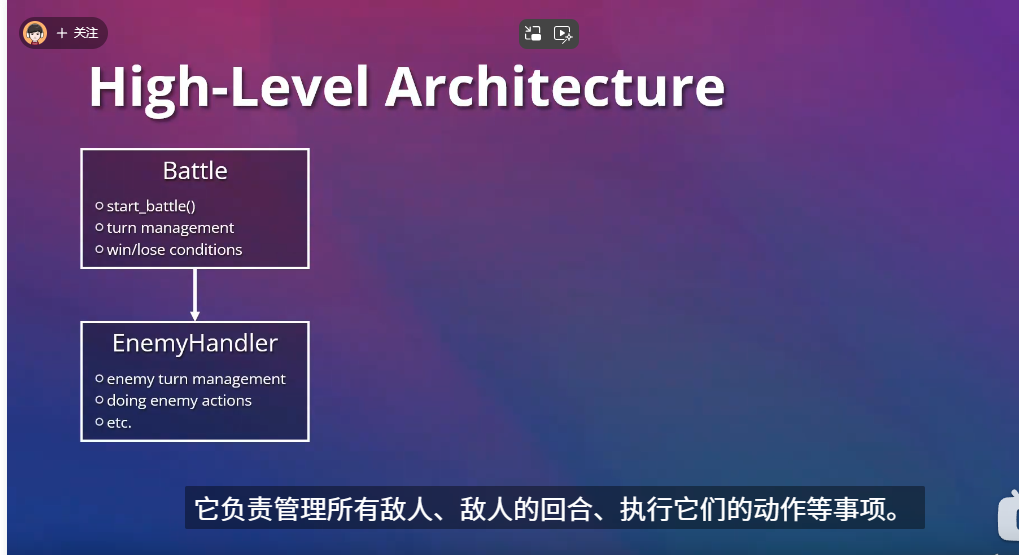 + 关注
High-Level Architecture
Battle
start_battle()
turn management
win/lose conditions
EnemyHandler
enemy turn management
doing enemy actions
etc.
它负责管理所有敌人、敌人的回合、执行它们的动作等事项。